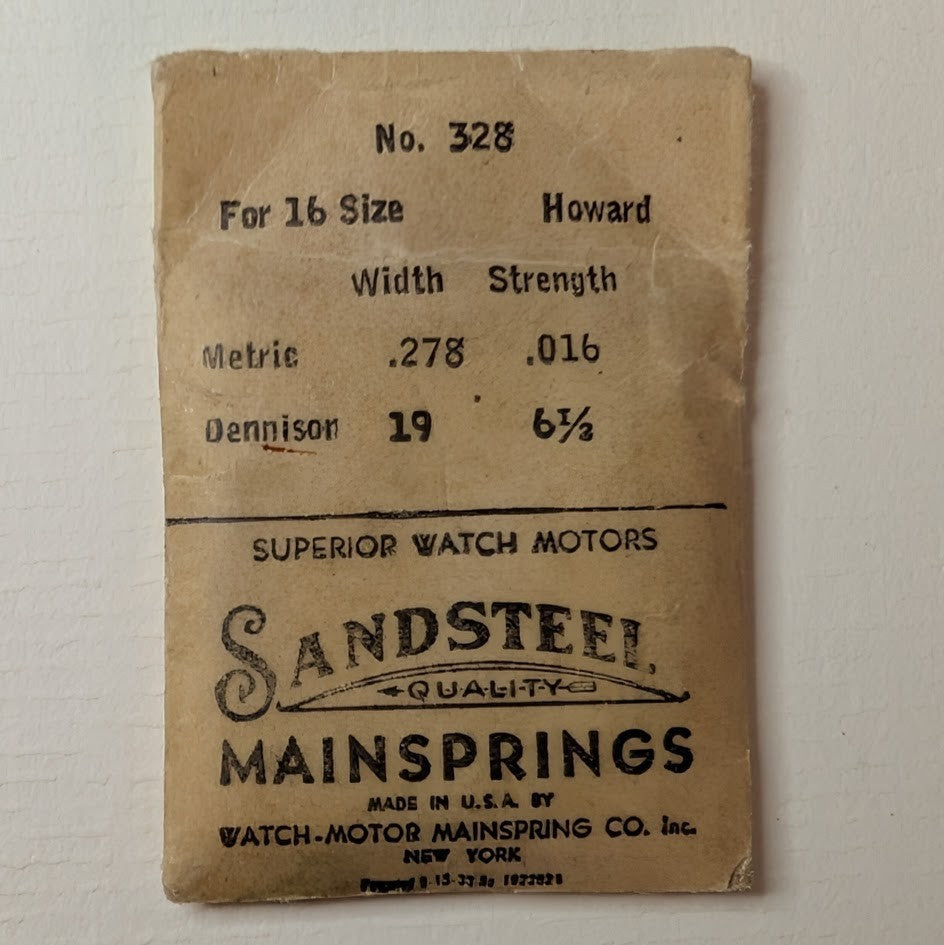 No. 328
For 16 Size Howard
Width Strength
Metric .278 .016
Dennison 19 6½
SUPERIOR WATCH MOTORS
SANDSTEEL
QUALITY
MAINSPRINGS
MADE IN U.S.A. BY
WATCH-MOTOR MAINSPRING CO. Inc.
NEW YORK